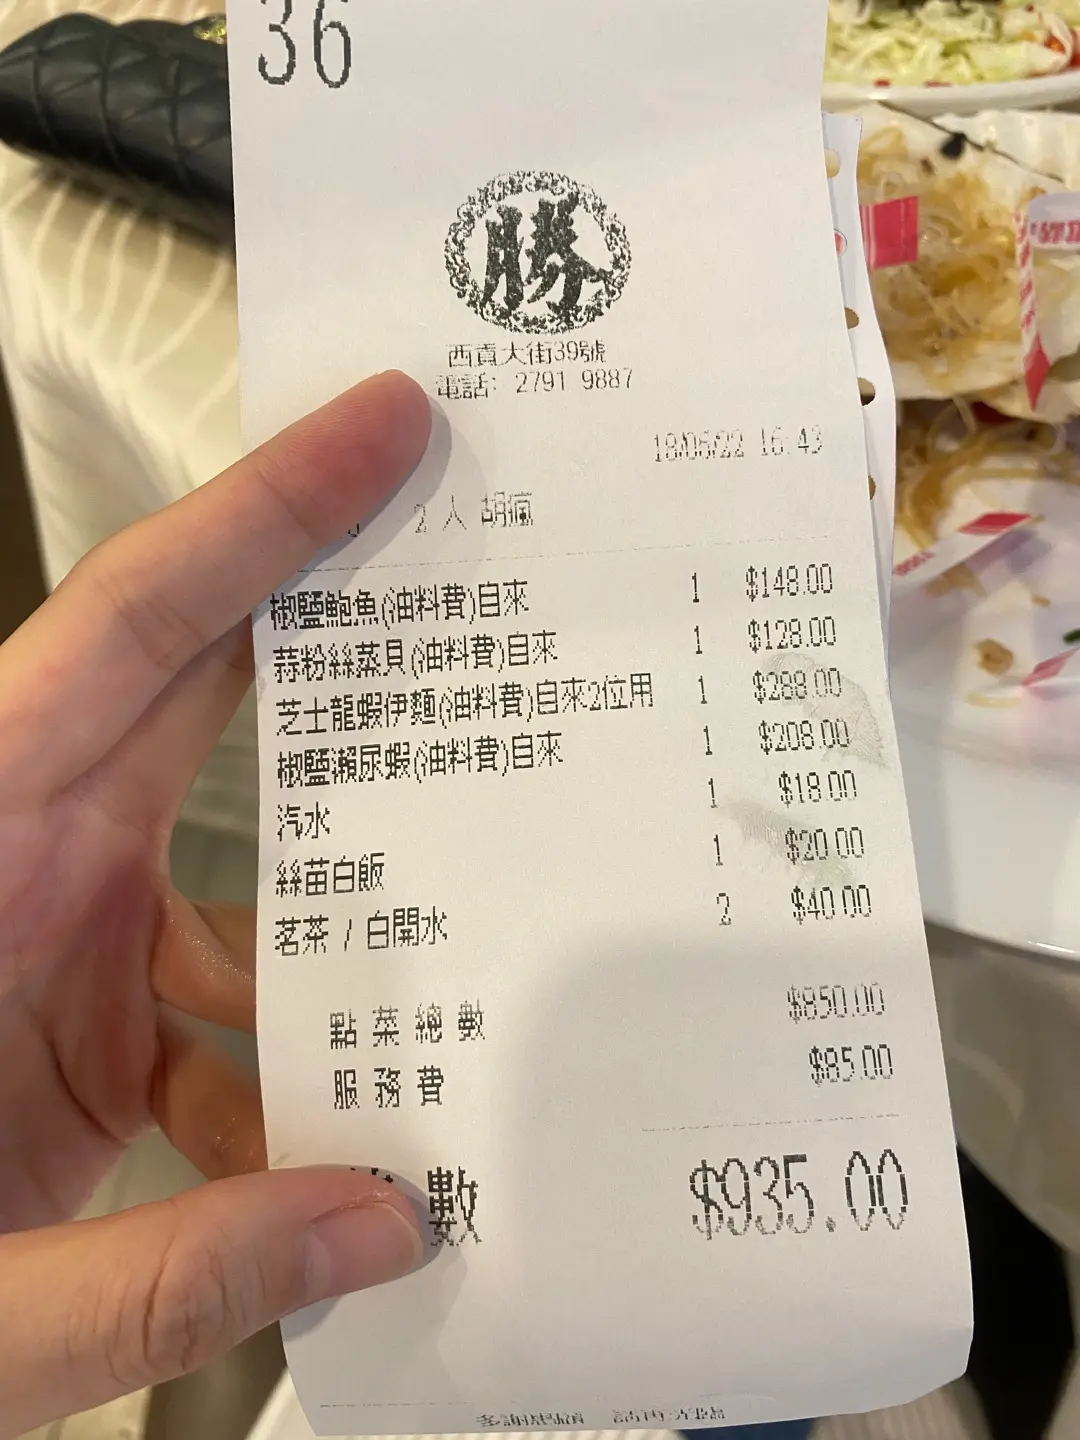 36
勝
西貢大街39號
電話: 2791 9887
18/06/22 16:43
2 人 胡瘋
椒鹽鮑魚(油料費)自來 1 $148.00
蒜粉絲蒸貝(油料費)自來 1 $128.00
芝士龍蝦伊麵(油料費)自來2位用 1 $288.00
椒鹽瀨尿蝦(油料費)自來 1 $208.00
汽水 1 $18.00
絲苗白飯 1 $20.00
茗茶 / 白開水 2 $40.00
點菜總數 $850.00
服務費 $85.00
數 $935.00
多謝惠顧